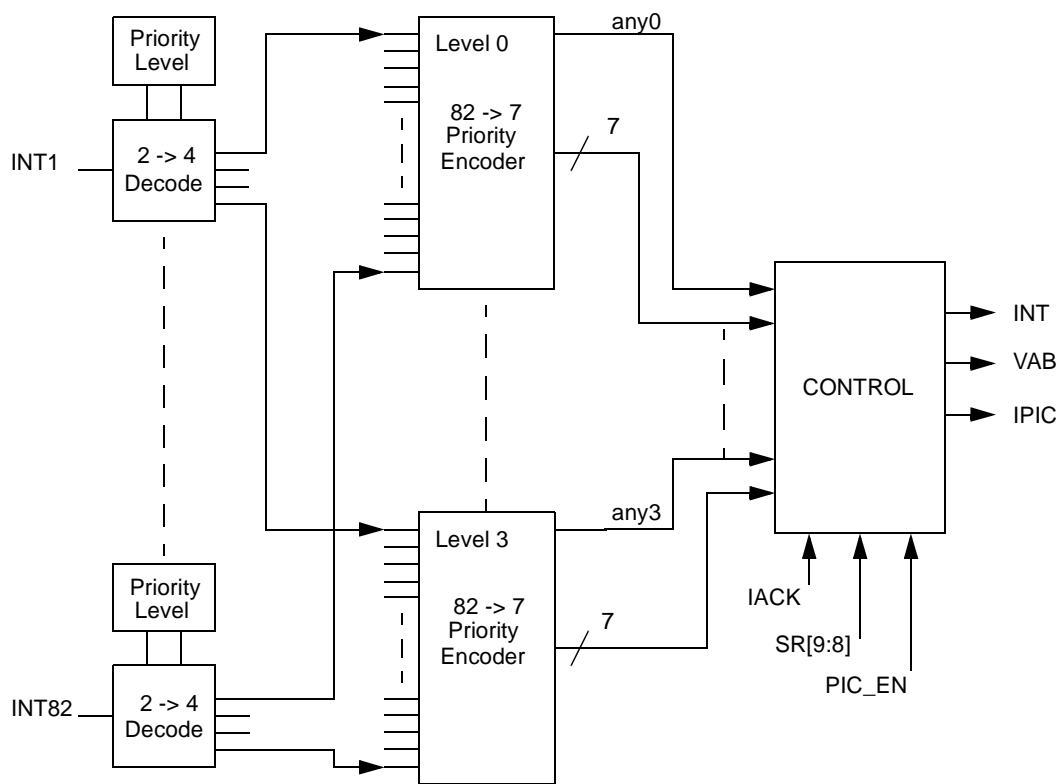 Priority
Level
2 -> 4
Decode
INT1
Level 0
82 -> 7
Priority
Encoder
any0
7
CONTROL
INT
VAB
IPIC
Priority
Level
2 -> 4
Decode
INT82
Level 3
82 -> 7
Priority
Encoder
any3
7
IACK
SR[9:8]
PIC_EN